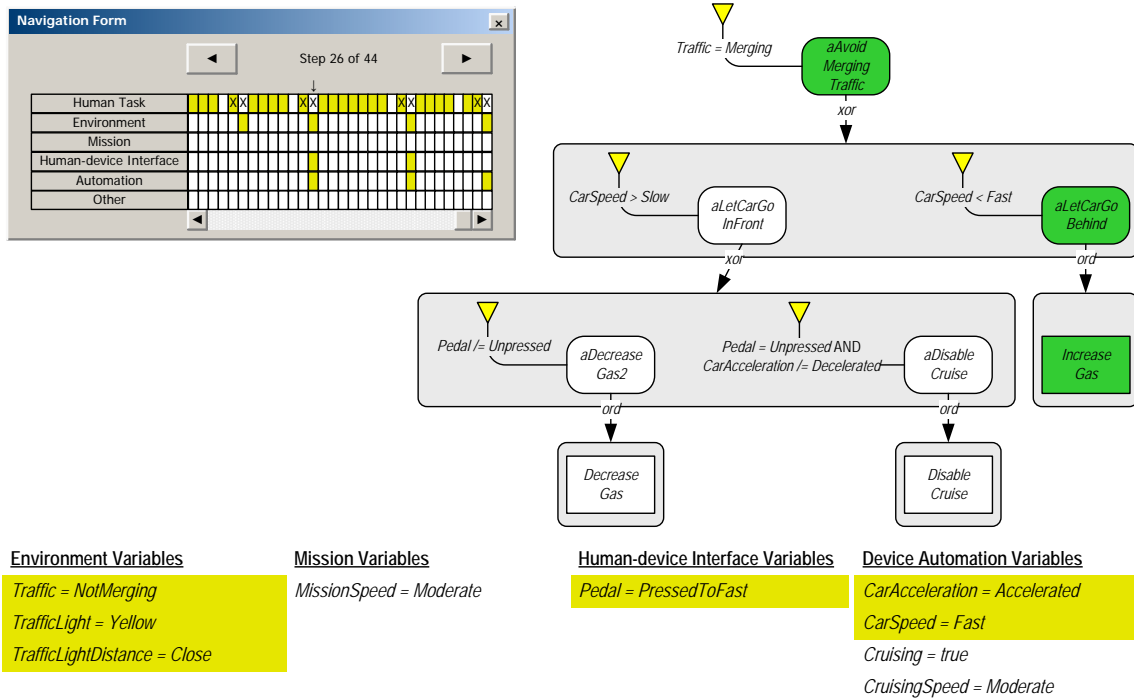 Navigation Form
×
◄
Step 26 of 44
►
↓
Human Task
X X X X X X X X
Environment
Mission
Human-device Interface
Automation
Other
◄ ►
Traffic = Merging
aAvoid
Merging
Traffic
xor
CarSpeed > Slow
aLetCarGo
InFront
CarSpeed < Fast
aLetCarGo
Behind
xor
ord
Pedal /= Unpressed
aDecrease
Gas2
Pedal = Unpressed AND
CarAcceleration /= Decelerated
aDisable
Cruise
Increase
Gas
ord
ord
Decrease
Gas
Disable
Cruise
Environment Variables
Traffic = NotMerging
TrafficLight = Yellow
TrafficLightDistance = Close
Mission Variables
MissionSpeed = Moderate
Human-device Interface Variables
Pedal = PressedToFast
Device Automation Variables
CarAcceleration = Accelerated
CarSpeed = Fast
Cruising = true
CruisingSpeed = Moderate